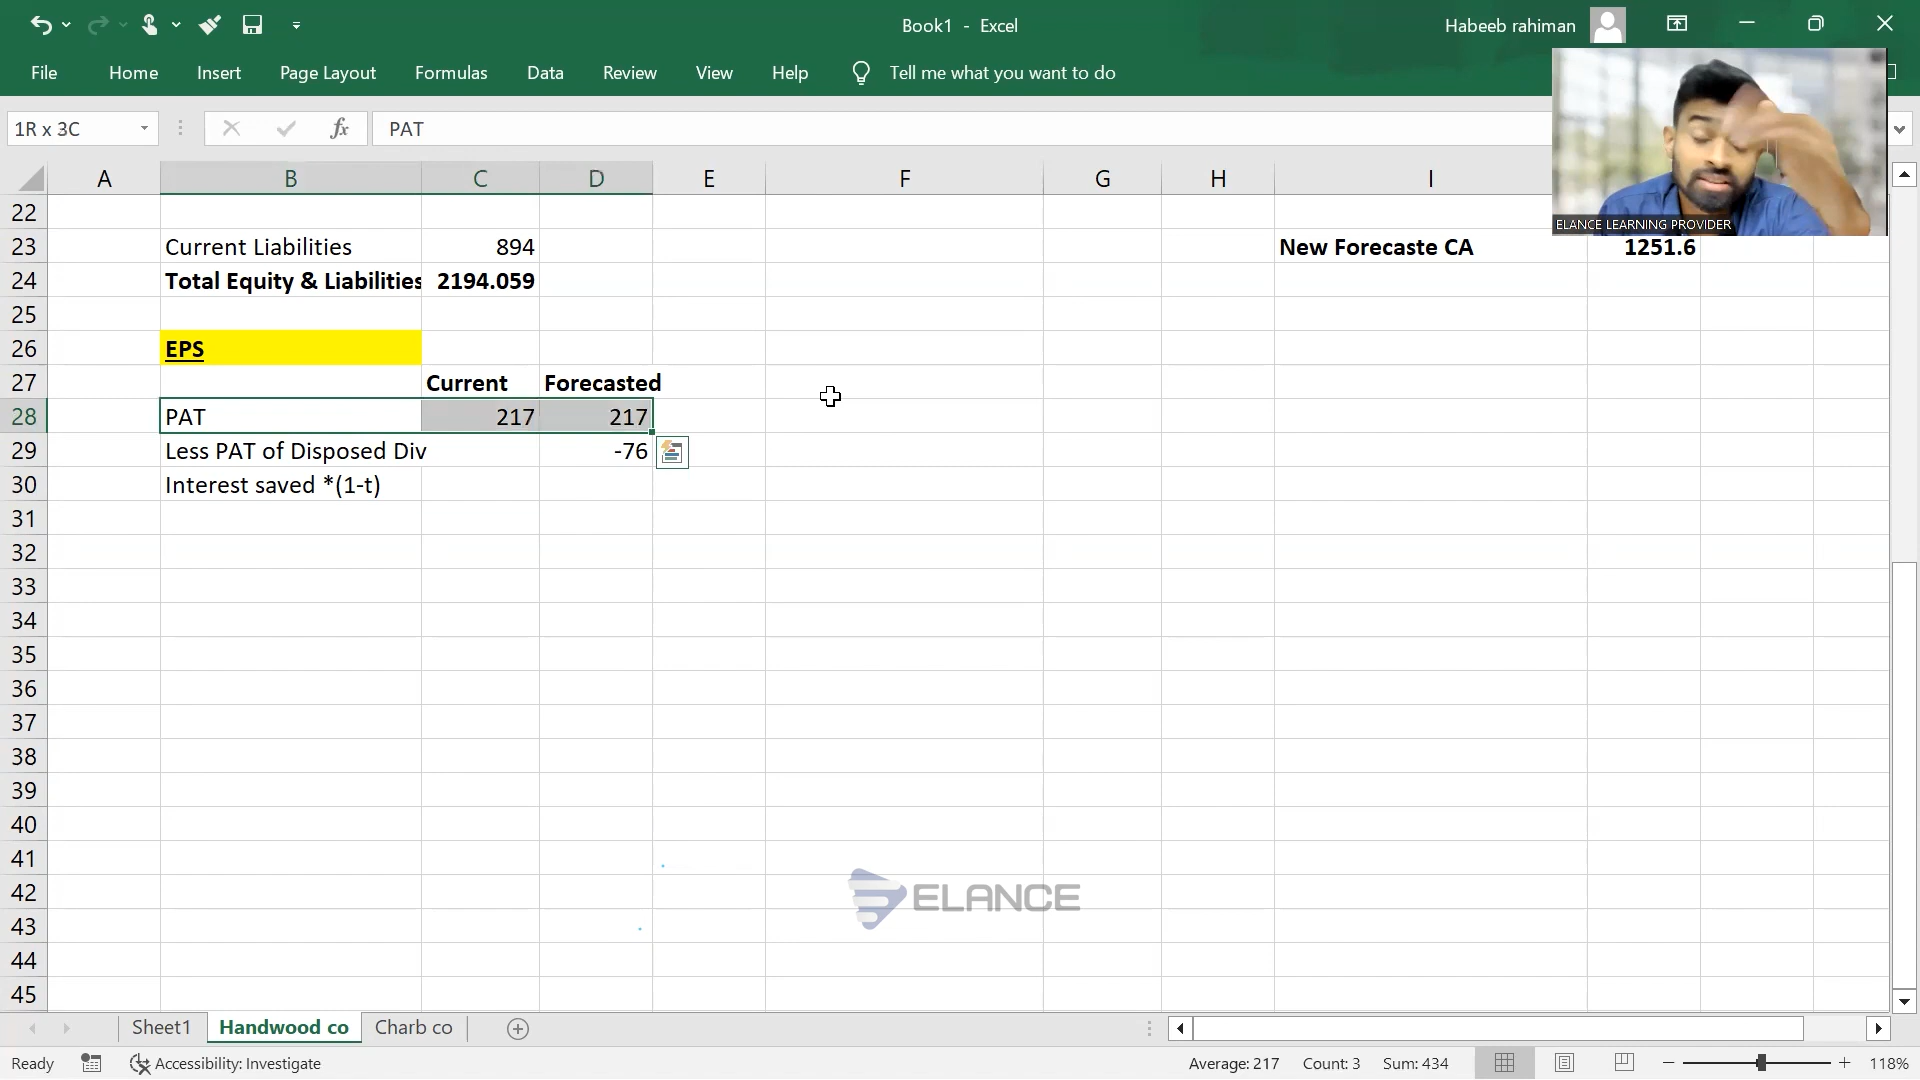 Book1 - Excel
Habeeb rahiman
File Home Insert Page Layout Formulas Data Review View Help Tell me what you want to do
1R x 3C fx PAT
ELANCE LEARNING PROVIDER
A B C D E F G H I
22
23 Current Liabilities 894 New Forecaste CA 1251.6
24 Total Equity & Liabilities 2194.059
25
26 EPS
27 Current Forecasted
28 PAT 217 217
29 Less PAT of Disposed Div -76
30 Interest saved *(1-t)
31
32
33
34
35
36
37
38
39
40
41
42
ELANCE
43
44
45
Sheet1 Handwood co Charb co
Ready Accessibility: Investigate Average: 217 Count: 3 Sum: 434 118%